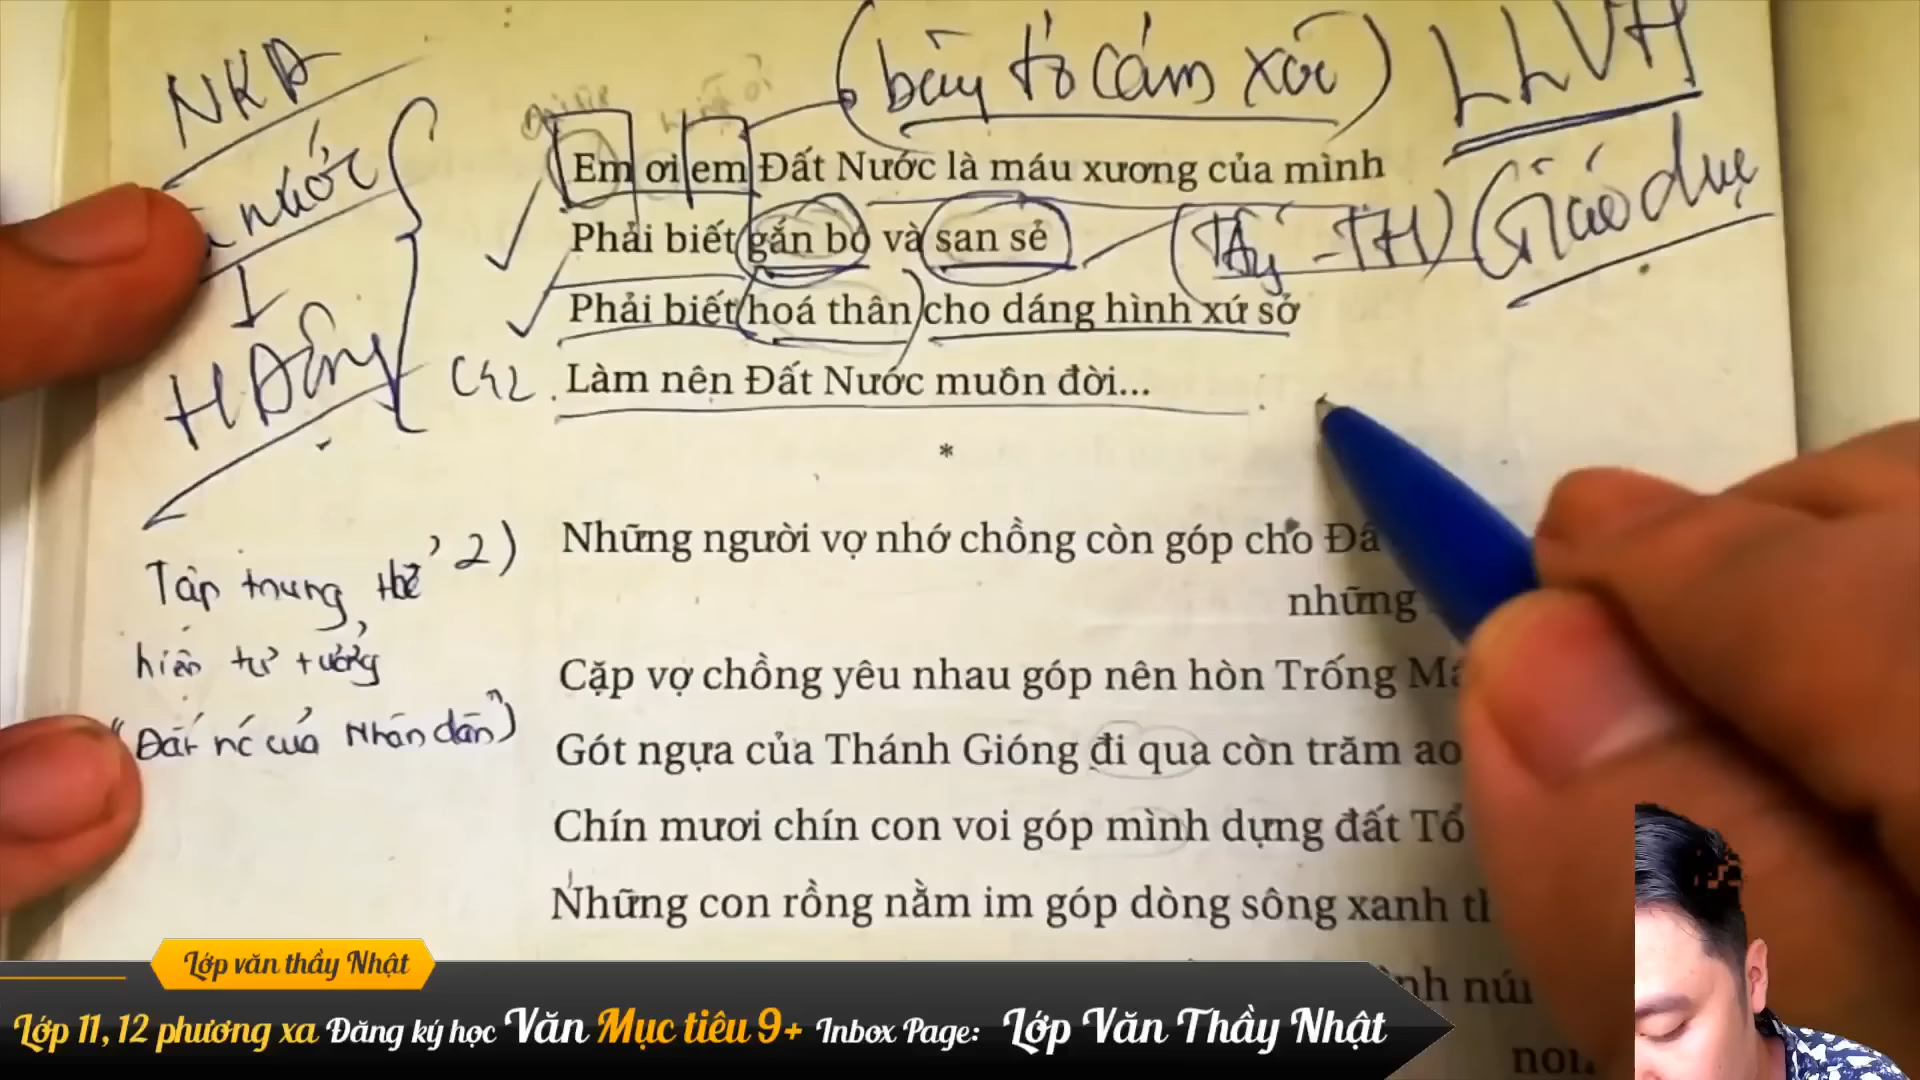 NKĐ
(bày tỏ cảm xúc)
LLVH
Em ơi em Đất Nước là máu xương của mình
nước
Giáo dục
Phải biết gắn bó và san sẻ
Phải biết hoá thân cho dáng hình xứ sở
C42
Làm nên Đất Nước muôn đời...
*
2)
Những người vợ nhớ chồng còn góp cho
những
Tập trung thể
hiện tư tưởng
"Đất nc của Nhân dân")
Cặp vợ chồng yêu nhau góp nên hòn Trống
Gót ngựa của Thánh Gióng đi qua còn trăm ao
Chín mươi chín con voi góp mình dựng đất Tổ
Những con rồng nằm im góp dòng sông xanh
Lớp văn thầy Nhật
Lớp 11, 12 phương xa Đăng ký học Văn Mục tiêu 9+ Inbox Page: Lớp Văn Thầy Nhật